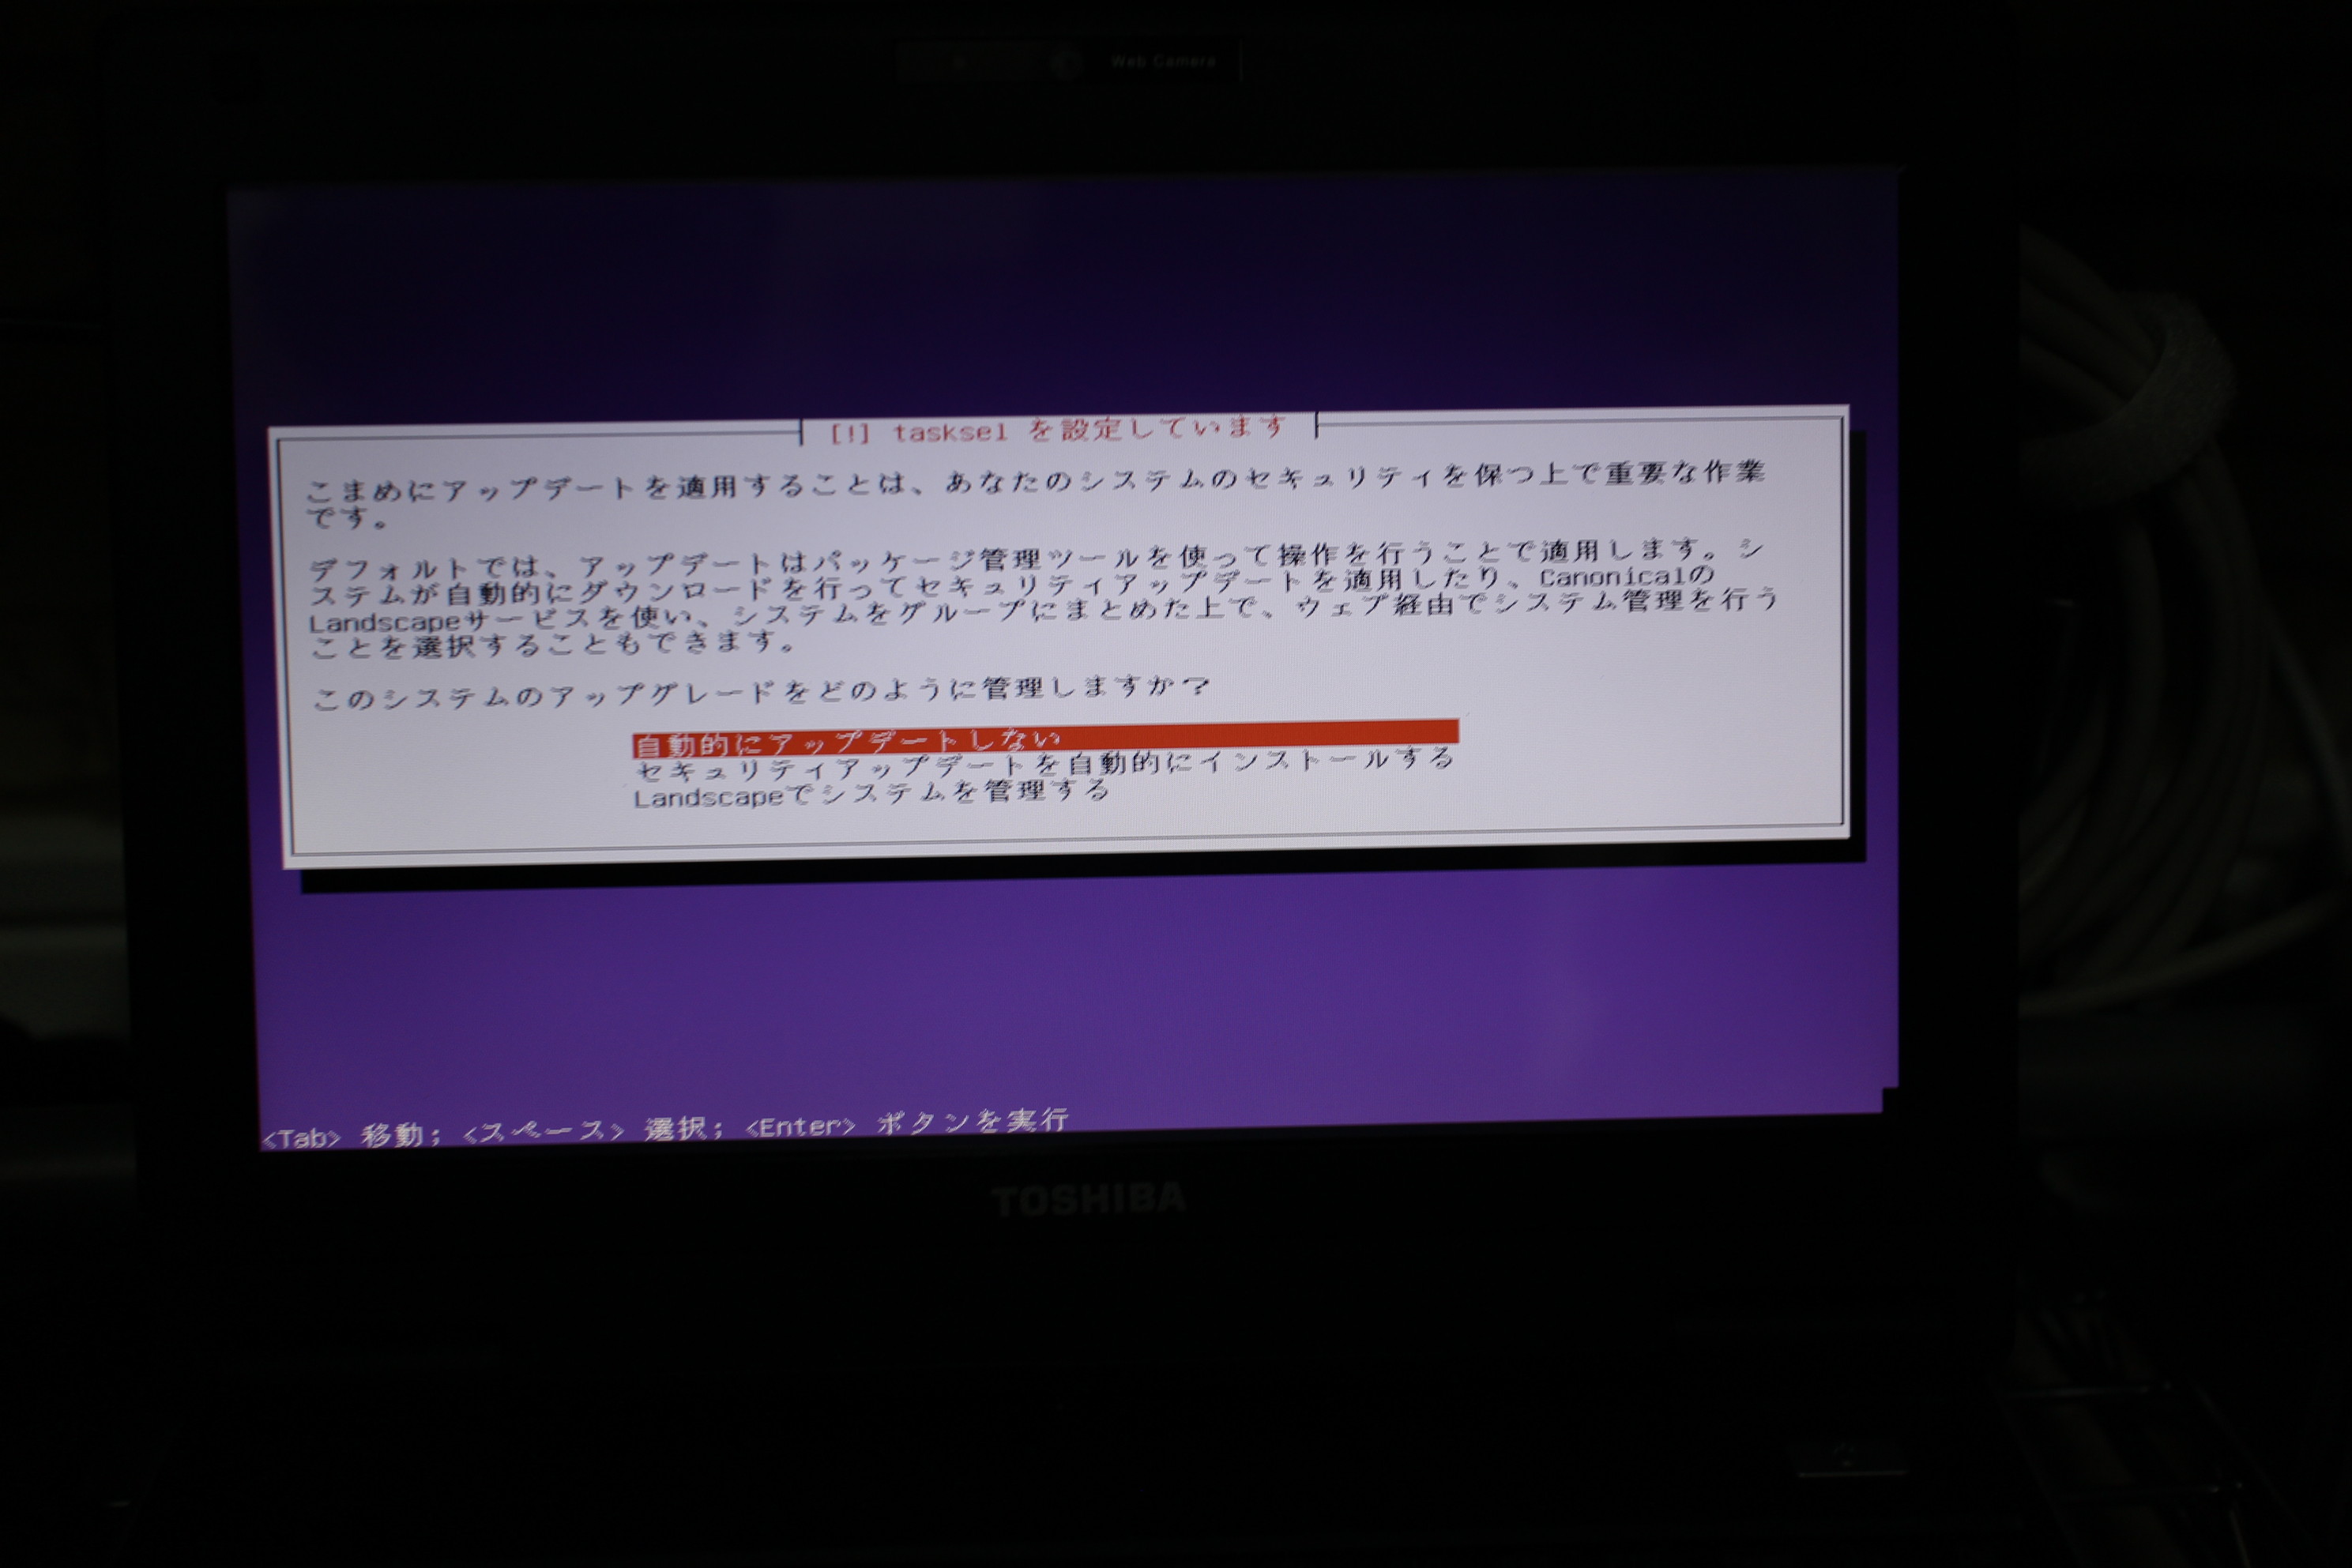 Web Camera
[!] tasksel を設定しています
こまめにアップデートを適用することは、あなたのシステムのセキュリティを保つ上で重要な作業
です。
デフォルトでは、アップデートはパッケージ管理ツールを使って操作を行うことで適用します。シ
ステムが自動的にダウンロードを行ってセキュリティアップデートを適用したり、Canonicalの
Landscapeサービスを使い、システムをグループにまとめた上で、ウェブ経由でシステム管理を行う
ことを選択することもできます。
このシステムのアップグレードをどのように管理しますか？
自動的にアップデートしない
セキュリティアップデートを自動的にインストールする
Landscapeでシステムを管理する
<Tab> 移動; <スペース> 選択; <Enter> ボタンを実行
TOSHIBA